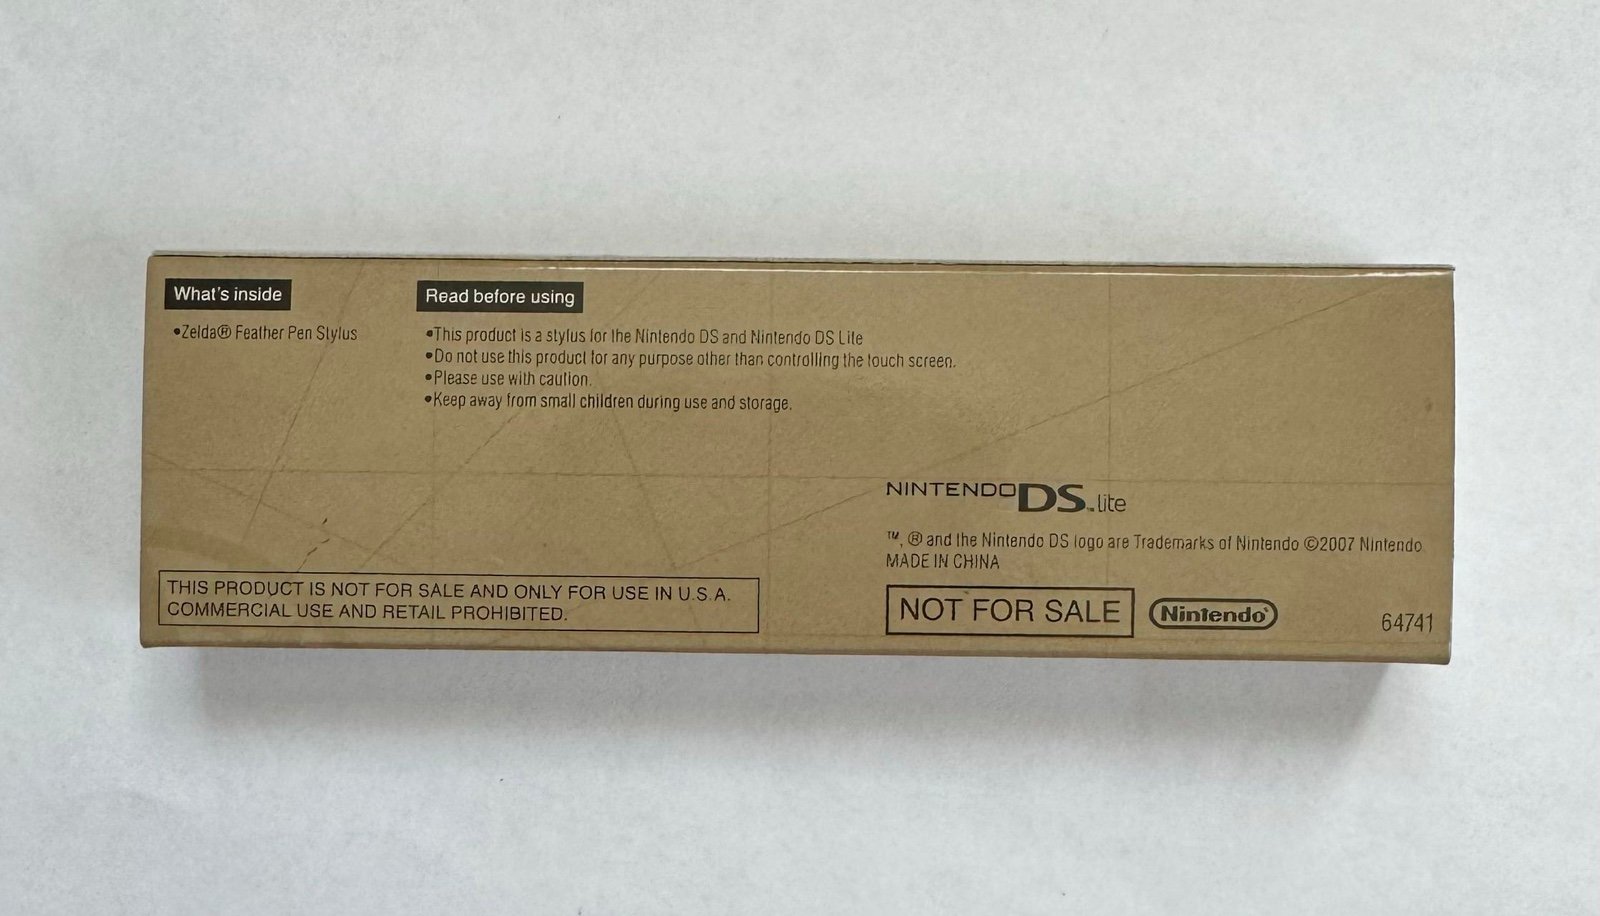 What's inside
•Zelda® Feather Pen Stylus
Read before using
•This product is a stylus for the Nintendo DS and Nintendo DS Lite
•Do not use this product for any purpose other than controlling the touch screen.
•Please use with caution.
•Keep away from small children during use and storage.
NINTENDO DS™ lite
™, ® and the Nintendo DS logo are Trademarks of Nintendo ©2007 Nintendo
MADE IN CHINA
THIS PRODUCT IS NOT FOR SALE AND ONLY FOR USE IN U.S.A.
COMMERCIAL USE AND RETAIL PROHIBITED.
NOT FOR SALE
Nintendo®
64741